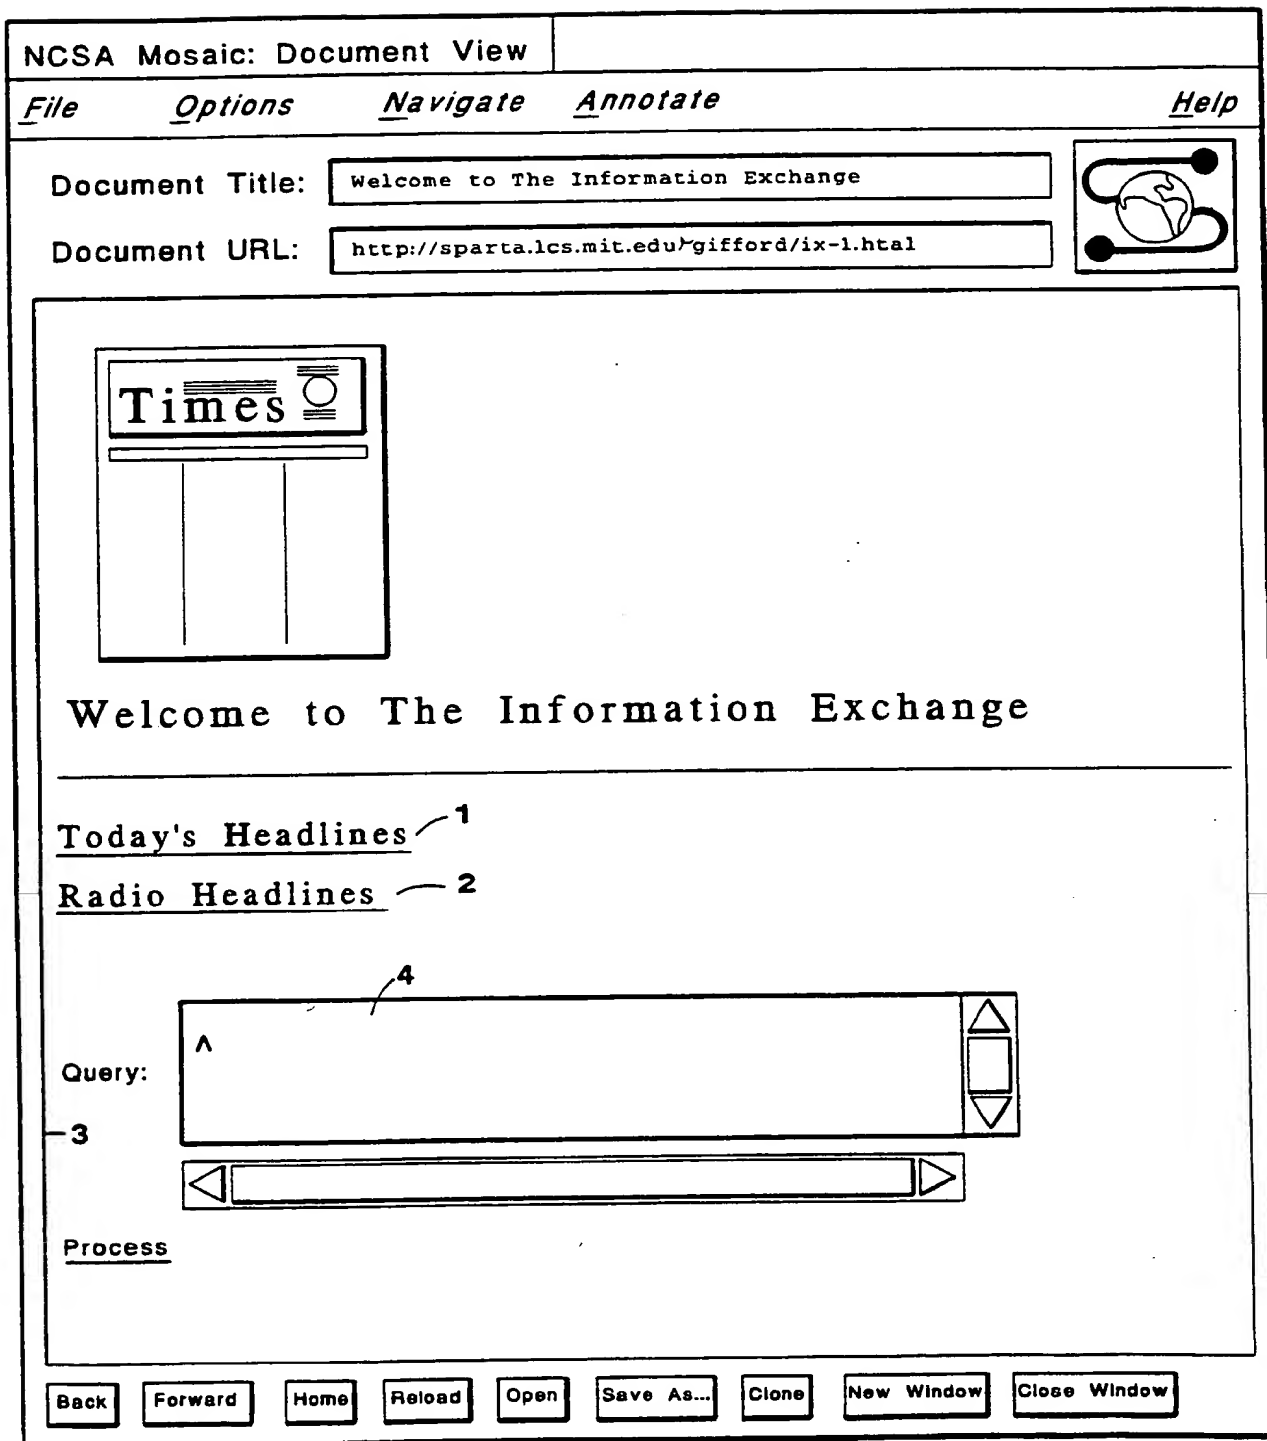 NCSA Mosaic: Document View
File Options Navigate Annotate Help
Document Title: Welcome to The Information Exchange
Document URL: http://sparta.lcs.mit.edu/~gifford/ix-1.htal
Times
Welcome to The Information Exchange
Today's Headlines 1
Radio Headlines 2
4
^
Query:
3
Process
Back Forward Home Reload Open Save As... Clone New Window Close Window